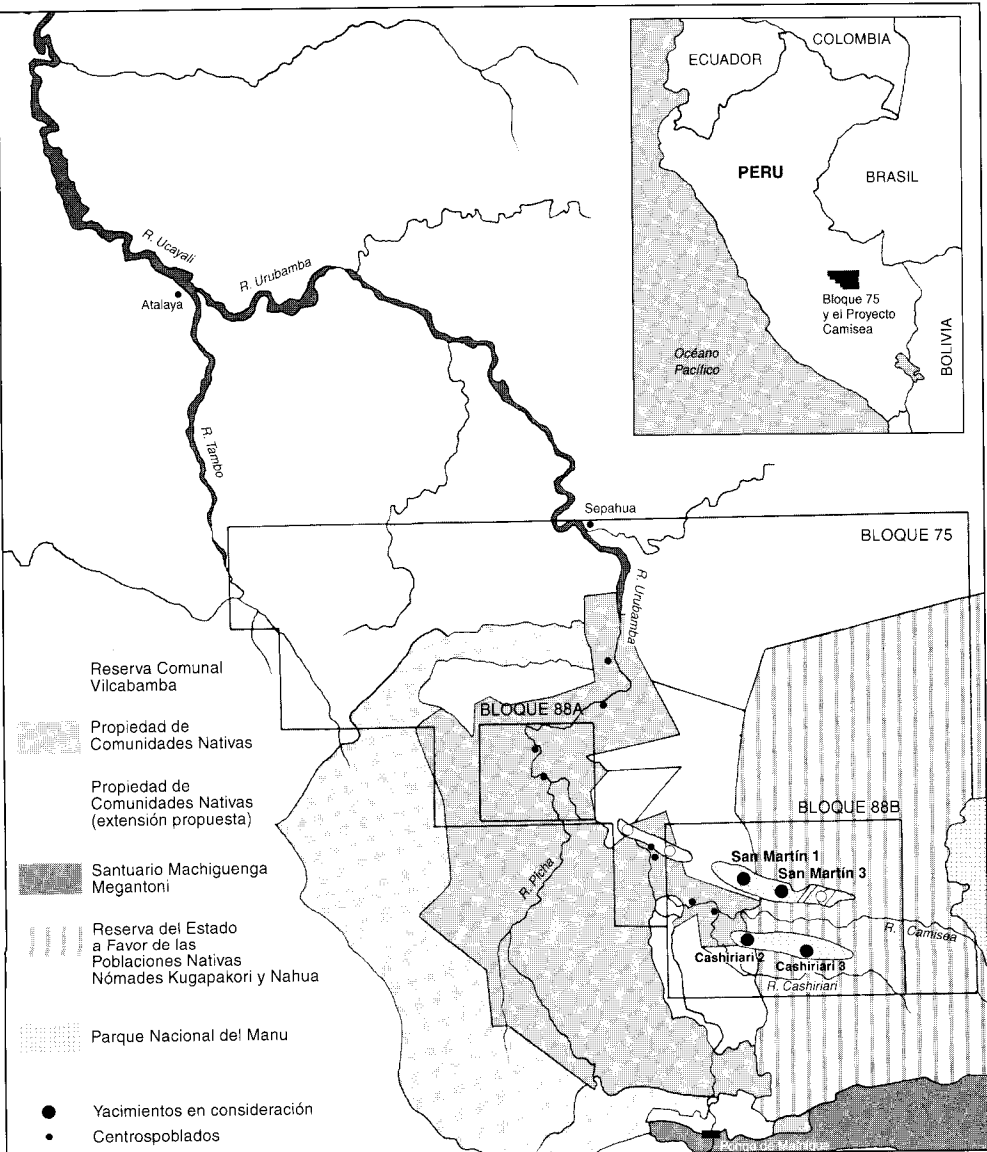 ECUADOR
COLOMBIA
PERU
BRASIL
Bloque 75
y el Proyecto
Camisea
BOLIVIA
Océano
Pacífico
R. Ucayali
R. Urubamba
Atalaya
R. Tambo
Sepahua
BLOQUE 75
R. Urubamba
BLOQUE 88A
BLOQUE 88B
San Martín 1
San Martín 3
R. Picha
R. Camisea
Cashiriari 2
Cashiriari 3
R. Cashiriari
Reserva Comunal
Vilcabamba
Propiedad de
Comunidades Nativas
Propiedad de
Comunidades Nativas
(extensión propuesta)
Santuario Machiguenga
Megantoni
Reserva del Estado
a Favor de las
Poblaciones Nativas
Nómades Kugapakori y Nahua
Parque Nacional del Manu
Yacimientos en consideración
Centrospoblados
Pongo de Mainique